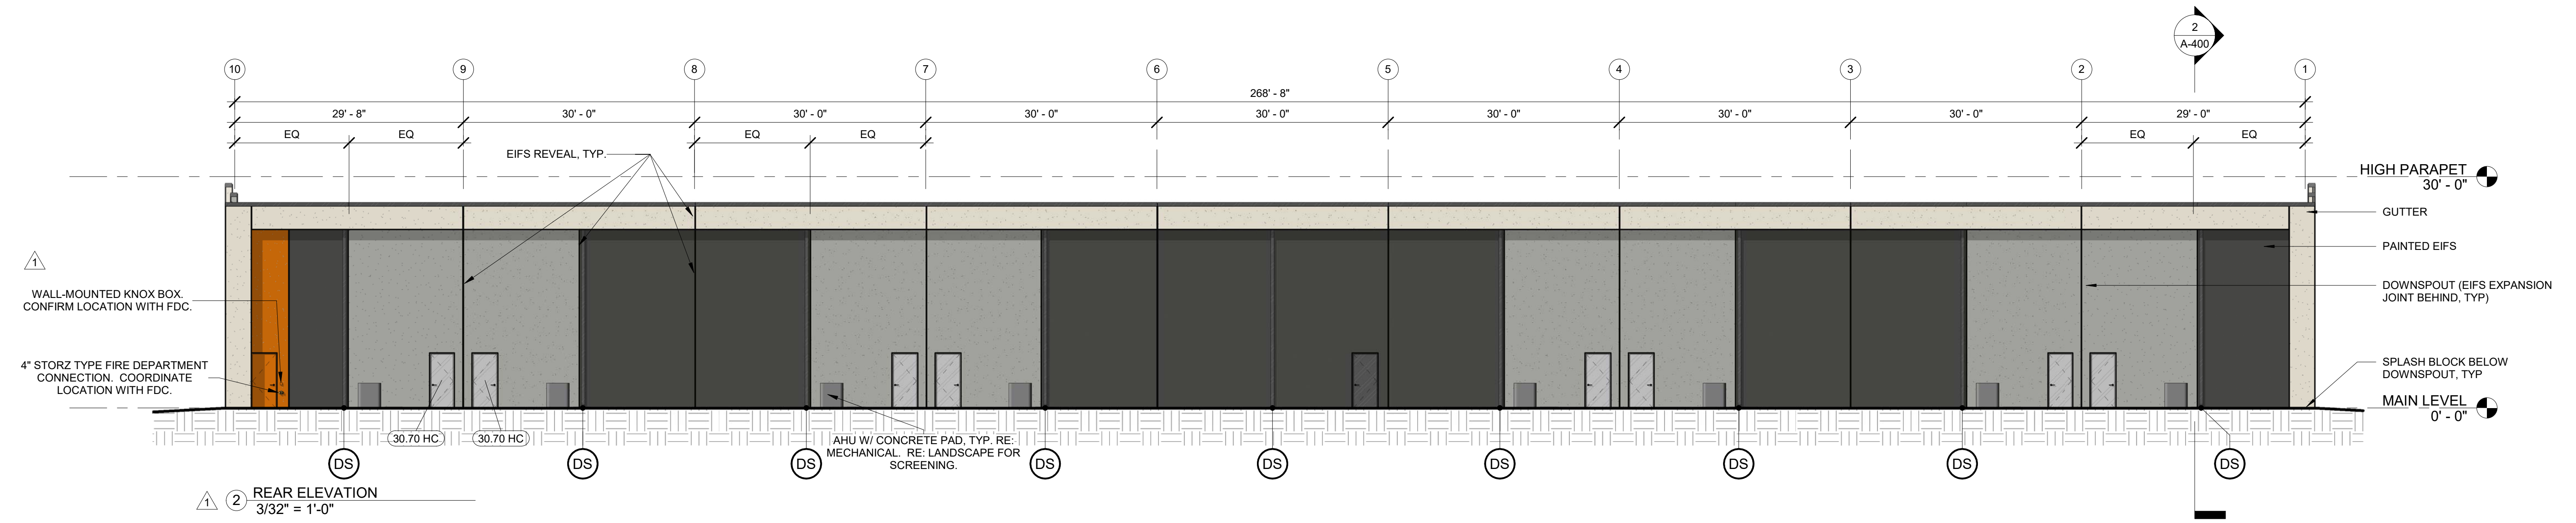 2
A-400
10
9
8
7
6
5
4
3
2
1
268' - 8"
29' - 8"
30' - 0"
30' - 0"
30' - 0"
30' - 0"
30' - 0"
30' - 0"
30' - 0"
29' - 0"
EQ
EQ
EQ
EQ
EQ
EQ
EIFS REVEAL, TYP.
HIGH PARAPET
30' - 0"
GUTTER
PAINTED EIFS
DOWNSPOUT (EIFS EXPANSION
JOINT BEHIND, TYP)
SPLASH BLOCK BELOW
DOWNSPOUT, TYP
MAIN LEVEL
0' - 0"
1
WALL-MOUNTED KNOX BOX.
CONFIRM LOCATION WITH FDC.
4" STORZ TYPE FIRE DEPARTMENT
CONNECTION. COORDINATE
LOCATION WITH FDC.
30.70 HC
30.70 HC
AHU W/ CONCRETE PAD, TYP. RE:
MECHANICAL. RE: LANDSCAPE FOR
SCREENING.
DS
DS
DS
DS
DS
DS
DS
DS
DS
1
2
REAR ELEVATION
3/32" = 1'-0"